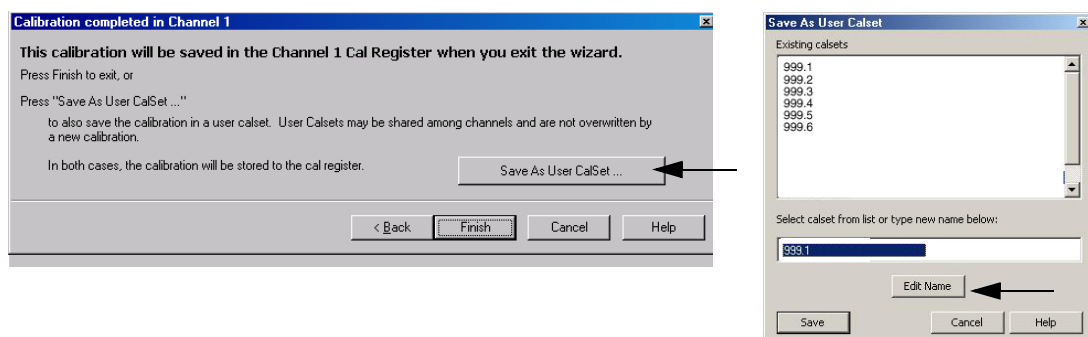 Calibration completed in Channel 1
This calibration will be saved in the Channel 1 Cal Register when you exit the wizard.
Press Finish to exit, or
Press "Save As User CalSet ..."
to also save the calibration in a user calset. User Calsets may be shared among channels and are not overwritten by
a new calibration.
In both cases, the calibration will be stored to the cal register.
Save As User CalSet ...
< Back
Finish
Cancel
Help
Save As User Calset
Existing calsets
999.1
999.2
999.3
999.4
999.5
999.6
Select calset from list or type new name below:
999.1
Edit Name
Save
Cancel
Help